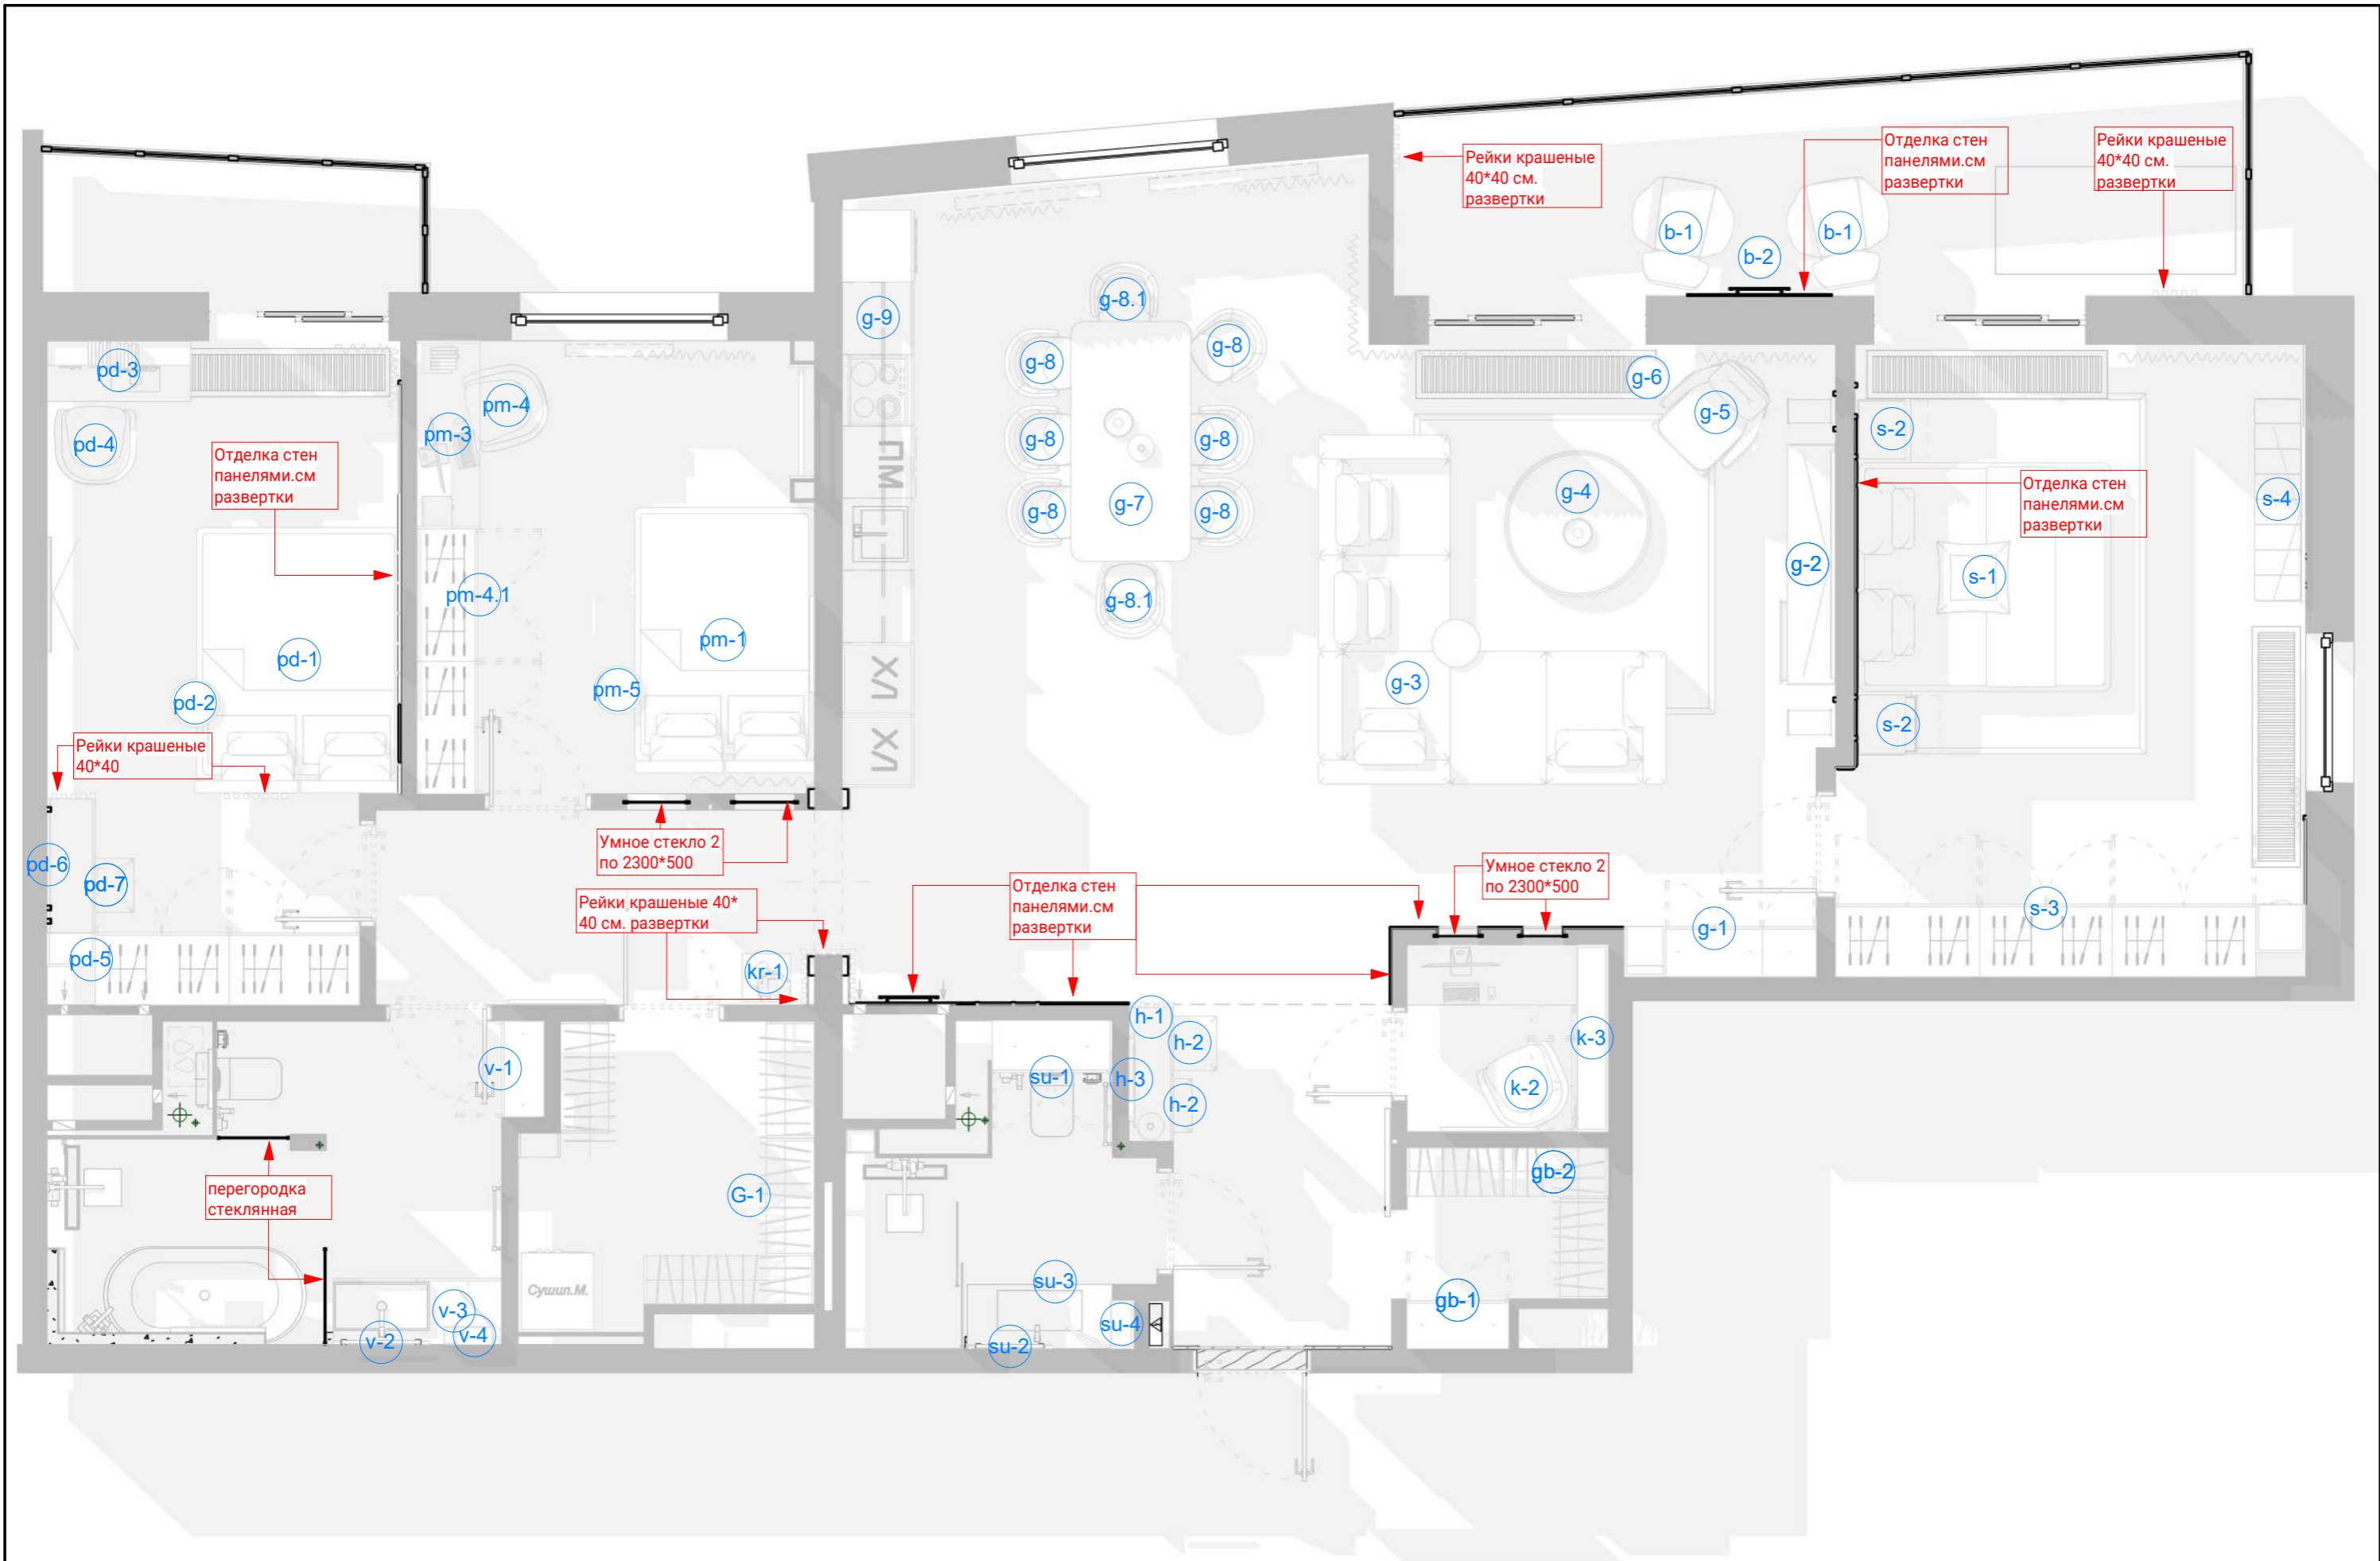 Рейки крашеные
40*40 см.
развертки
Отделка стен
панелями.см
развертки
Рейки крашеные
40*40 см.
развертки
b-1
b-2
b-1
g-9
g-8.1
g-8
g-8
g-8
g-8
g-8
g-8
g-7
g-8.1
ПМ
ХЛ
ХЛ
g-6
g-5
g-4
g-3
g-2
g-1
s-2
s-1
s-2
s-4
s-3
Отделка стен
панелями.см
развертки
pd-3
pd-4
Отделка стен
панелями.см
развертки
pd-1
pd-2
Рейки крашеные
40*40
pd-6
pd-7
pd-5
pm-4
pm-3
pm-4.1
pm-1
pm-5
Умное стекло 2
по 2300*500
Рейки крашеные 40*
40 см. развертки
kr-1
Отделка стен
панелями.см
развертки
Умное стекло 2
по 2300*500
h-1
h-2
h-3
h-2
k-3
k-2
gb-2
gb-1
v-1
перегородка
стеклянная
v-3
v-4
v-2
G-1
Сушил.М.
su-1
su-3
su-4
su-2